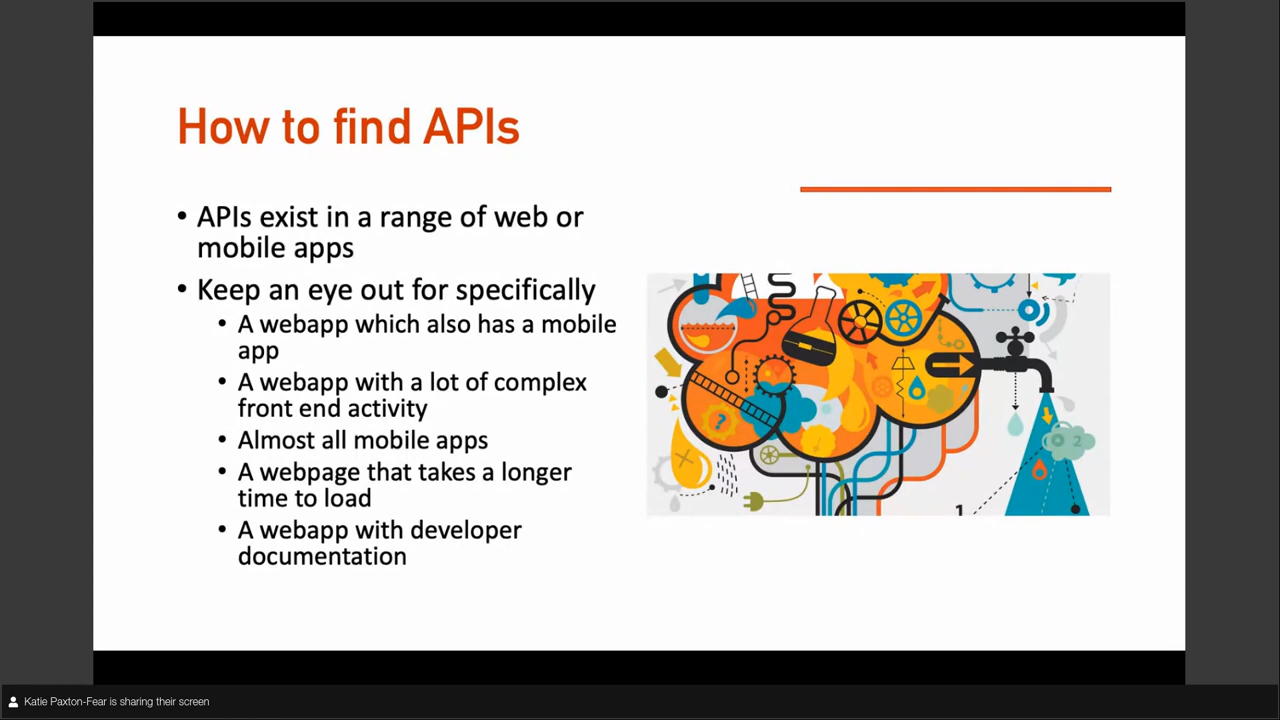 How to find APIs
• APIs exist in a range of web or
mobile apps
• Keep an eye out for specifically
• A webapp which also has a mobile
app
• A webapp with a lot of complex
front end activity
• Almost all mobile apps
• A webpage that takes a longer
time to load
• A webapp with developer
documentation
?
2
1
Katie Paxton-Fear is sharing their screen